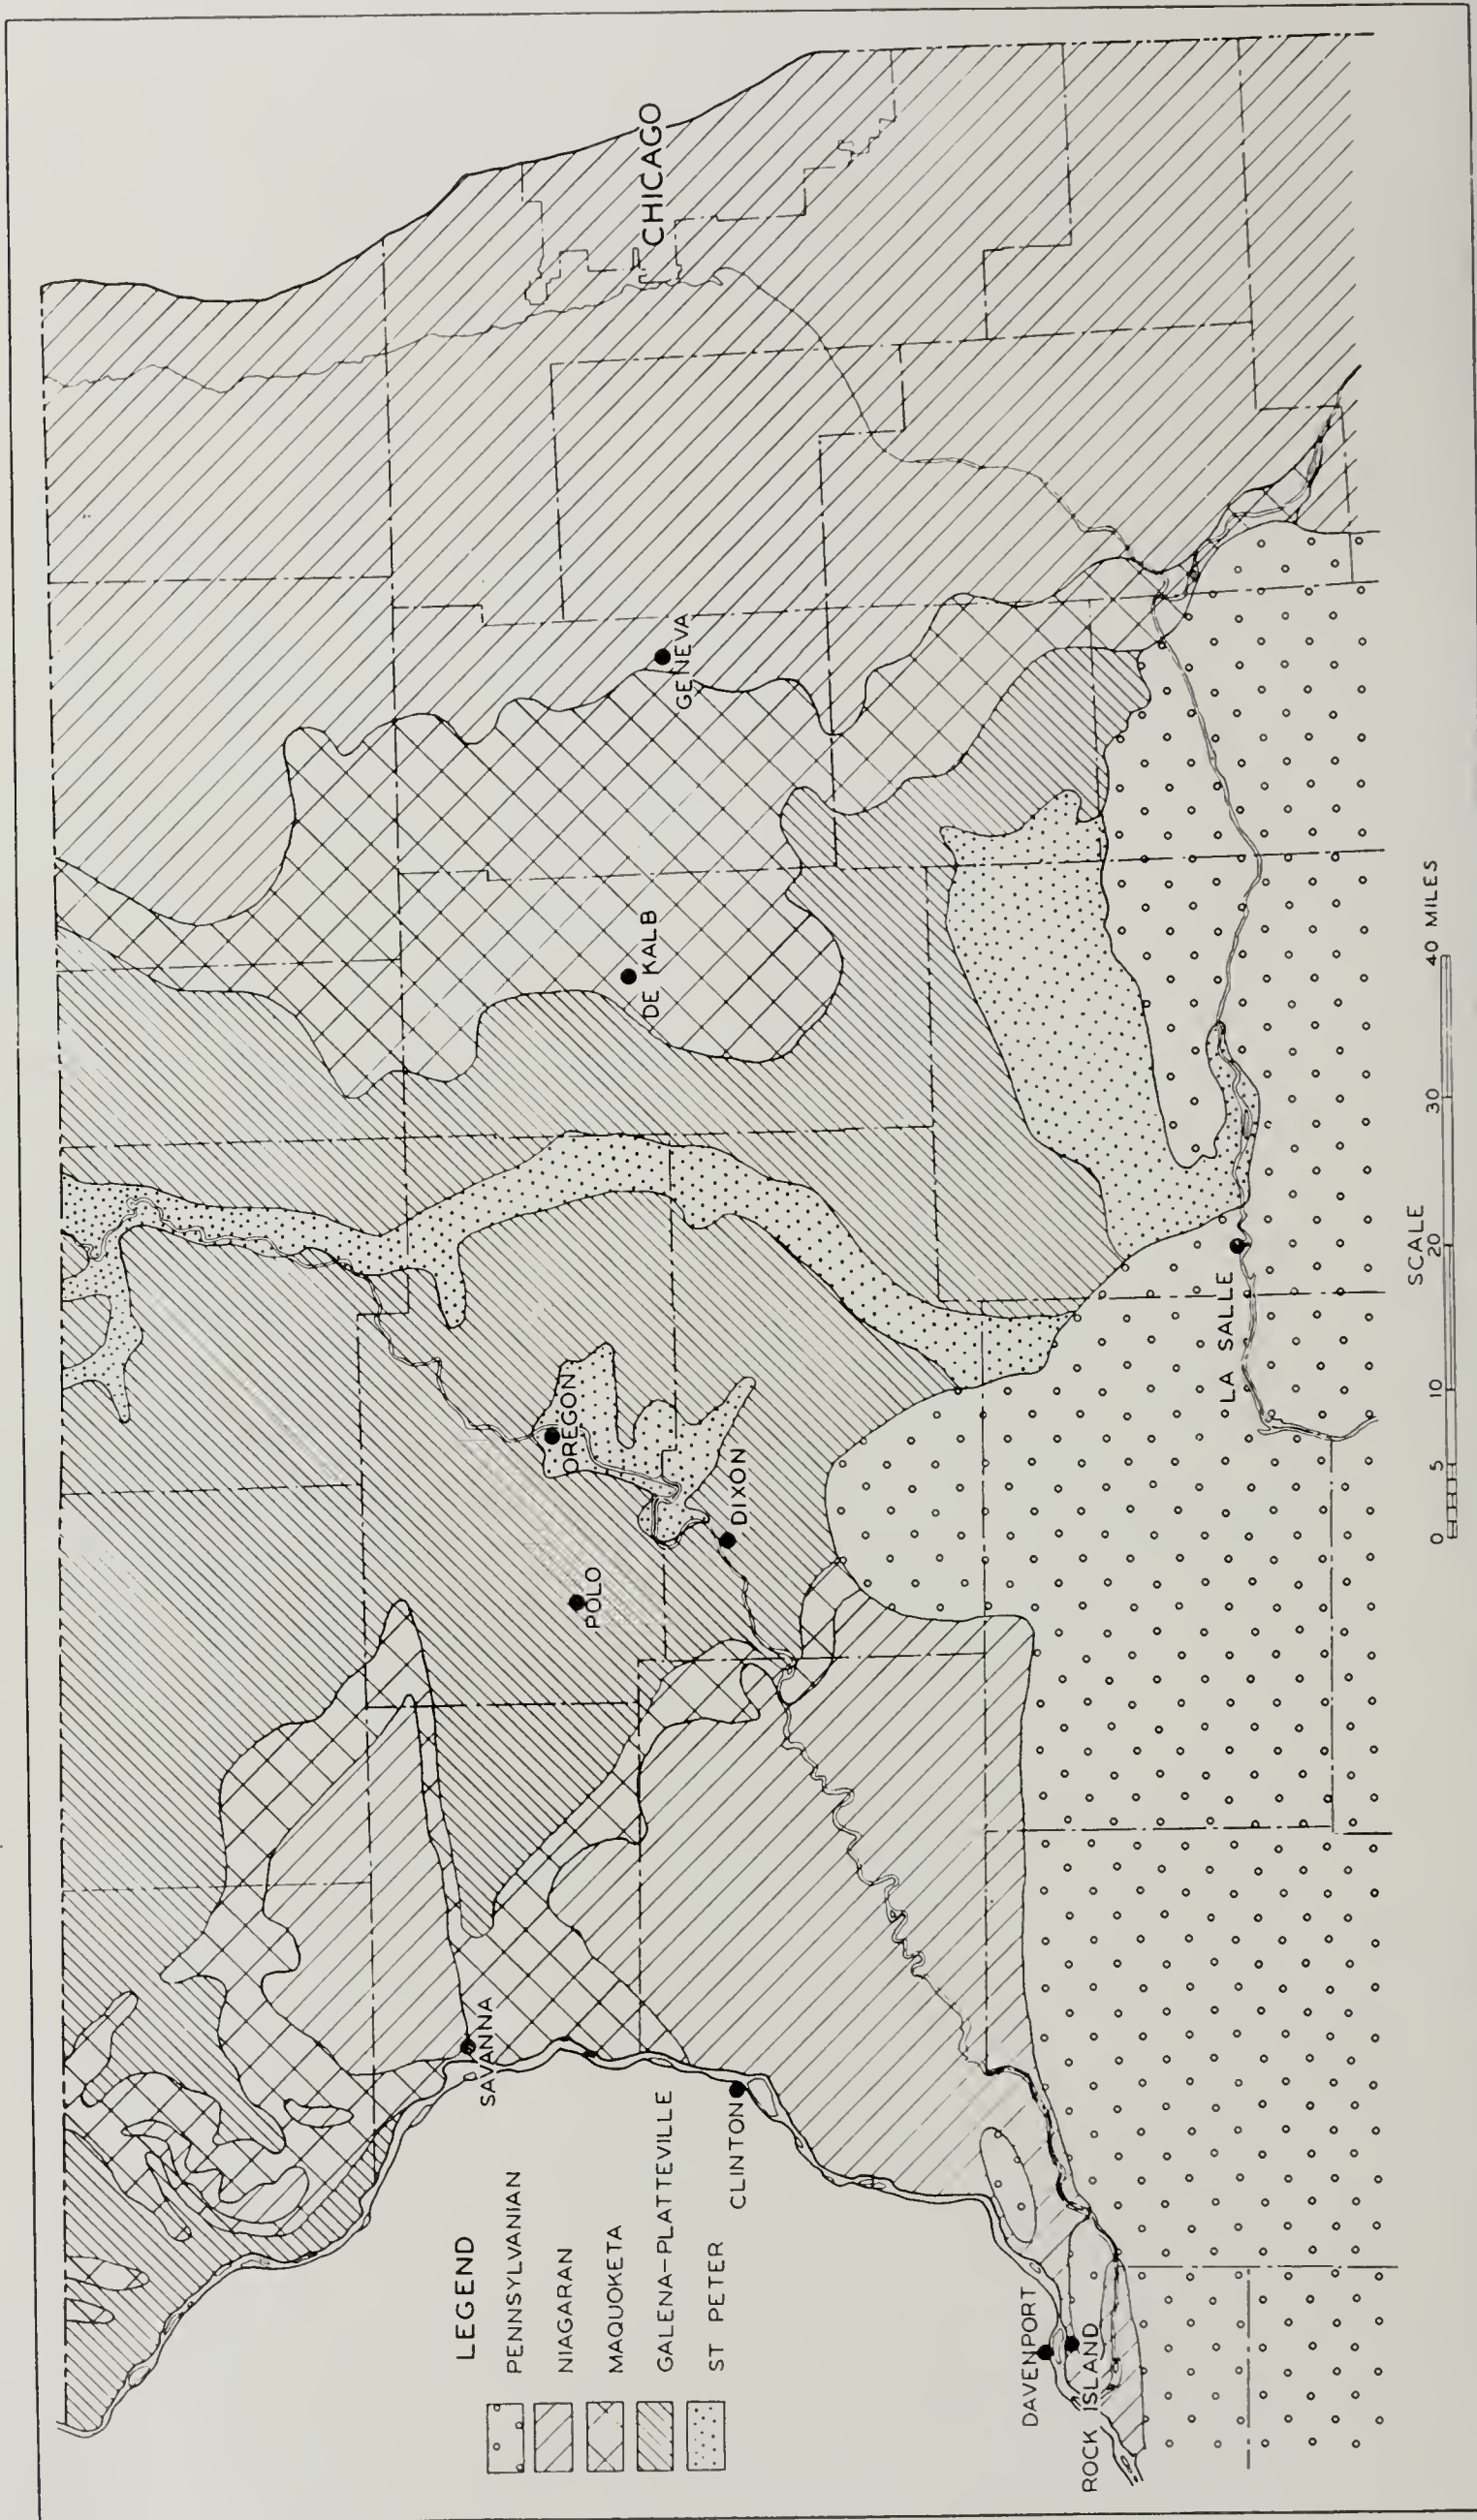 CHICAGO
GENEVA
DE KALB
OREGON
DIXON
POLO
LA SALLE
SAVANNA
CLINTON
DAVENPORT
ROCK ISLAND
LEGEND
PENNSYLVANIAN
NIAGARAN
MAQUOKETA
GALENA-PLATTEVILLE
ST PETER
SCALE
0 5 10 20 30 40 MILES